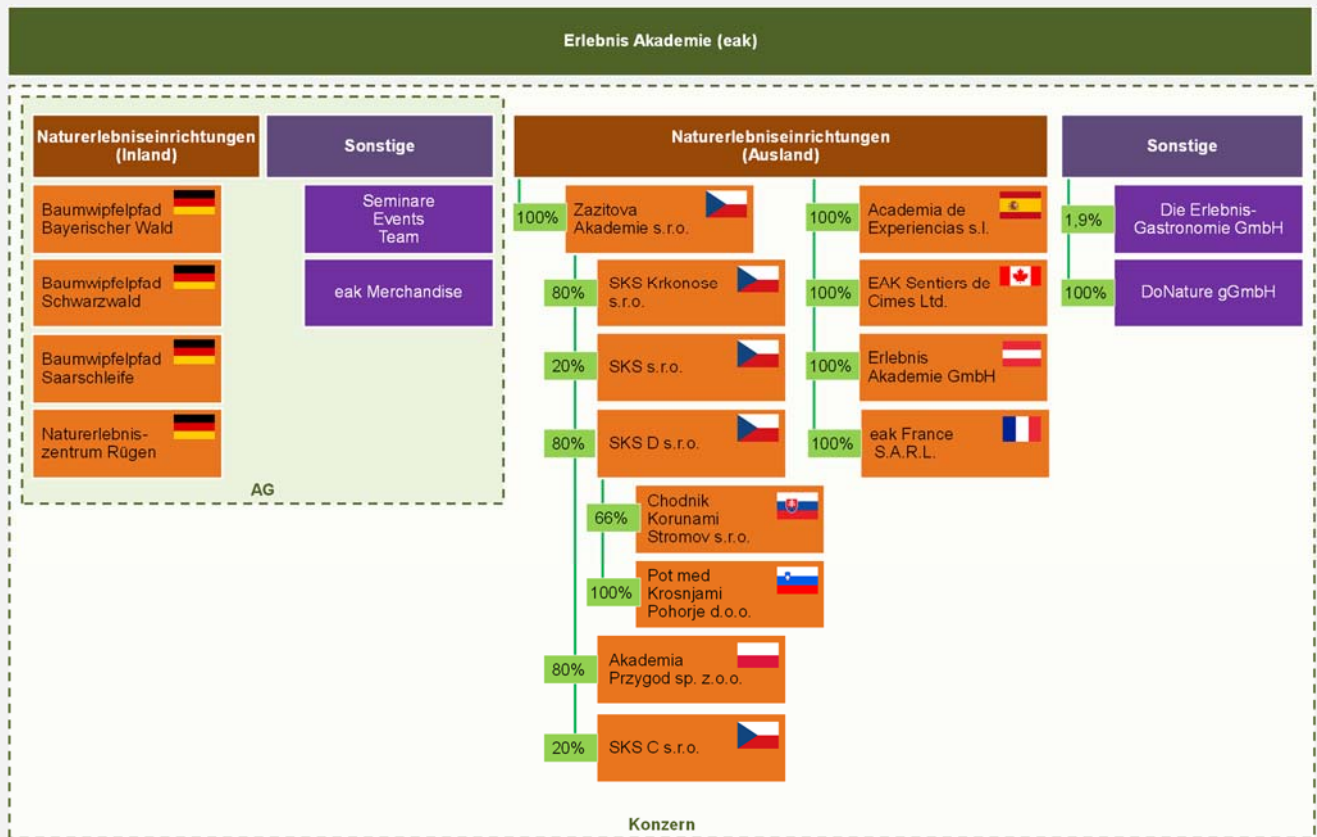 Erlebnis Akademie (eak)
Naturerlebniseinrichtungen
(Inland)
Sonstige
Baumwipfelpfad
Bayerischer Wald
Baumwipfelpfad
Schwarzwald
Baumwipfelpfad
Saarschleife
Naturerlebnis-
zentrum Rügen
Seminare
Events
Team
eak Merchandise
AG
Naturerlebniseinrichtungen
(Ausland)
100%
Zazitova
Akademie s.r.o.
80%
SKS Krkonose
s.r.o.
20%
SKS s.r.o.
80%
SKS D s.r.o.
66%
Chodnik
Korunami
Stromov s.r.o.
100%
Pot med
Krosnjami
Pohorje d.o.o.
80%
Akademia
Przygod sp. z.o.o.
20%
SKS C s.r.o.
100%
Academia de
Experiencias s.l.
100%
EAK Sentiers de
Cimes Ltd.
100%
Erlebnis
Akademie GmbH
100%
eak France
S.A.R.L.
Sonstige
1,9%
Die Erlebnis-
Gastronomie GmbH
100%
DoNature gGmbH
Konzern